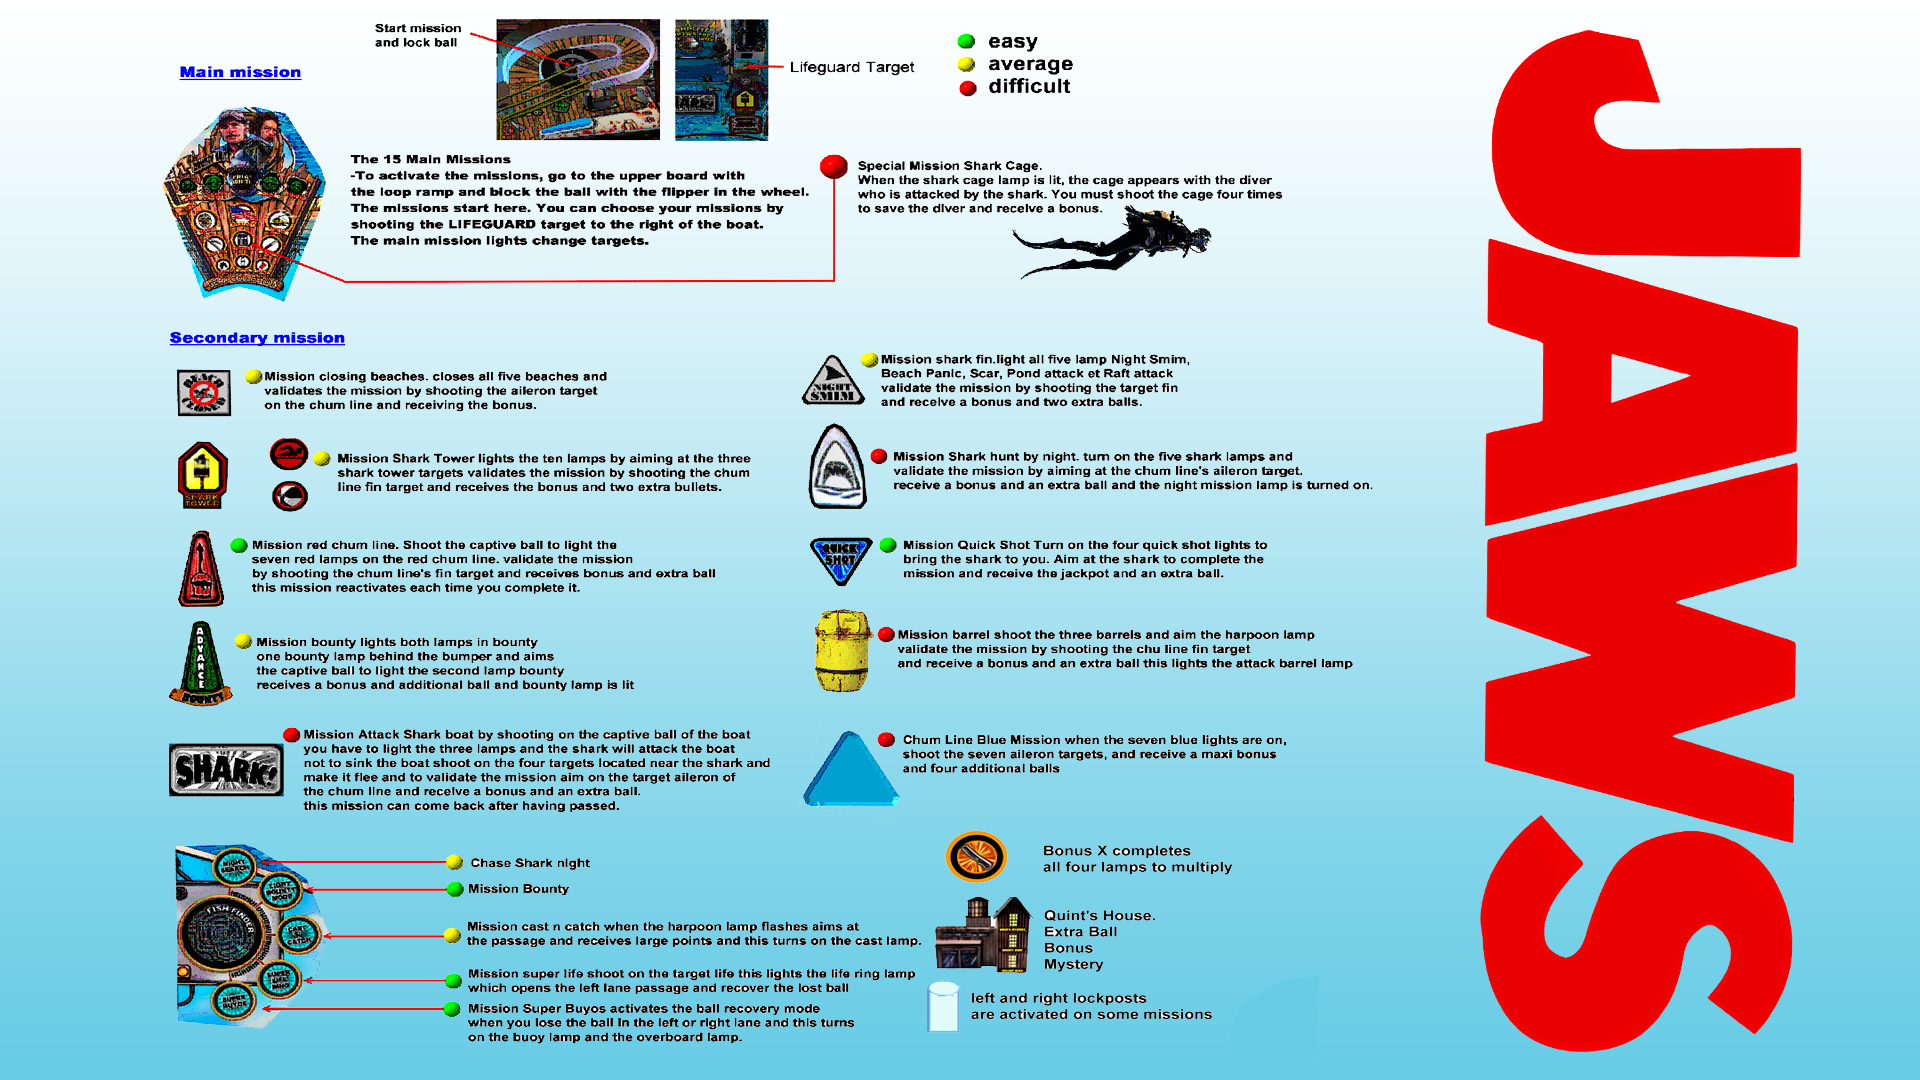 Start mission
and lock ball
Main mission
Lifeguard Target
easy
average
difficult
The 15 Main Missions
-To activate the missions, go to the upper board with
the loop ramp and block the ball with the flipper in the wheel.
The missions start here. You can choose your missions by
shooting the LIFEGUARD target to the right of the boat.
The main mission lights change targets.
Special Mission Shark Cage.
When the shark cage lamp is lit, the cage appears with the diver
who is attacked by the shark. You must shoot the cage four times
to save the diver and receive a bonus.
Secondary mission
BEACH
CLOSED
Mission closing beaches. closes all five beaches and
validates the mission by shooting the aileron target
on the chum line and receiving the bonus.
SHARK
TOWER
Mission Shark Tower lights the ten lamps by aiming at the three
shark tower targets validates the mission by shooting the chum
line fin target and receives the bonus and two extra bullets.
Mission red chum line. Shoot the captive ball to light the
seven red lamps on the red chum line. validate the mission
by shooting the chum line's fin target and receives bonus and extra ball
this mission reactivates each time you complete it.
ADVANCE
BOUNTY
Mission bounty lights both lamps in bounty
one bounty lamp behind the bumper and aims
the captive ball to light the second lamp bounty
receives a bonus and additional ball and bounty lamp is lit
SHARK!
Mission Attack Shark boat by shooting on the captive ball of the boat
you have to light the three lamps and the shark will attack the boat
not to sink the boat shoot on the four targets located near the shark and
make it flee and to validate the mission aim on the target aileron of
the chum line and receive a bonus and an extra ball.
this mission can come back after having passed.
NIGHT
SMIM
Mission shark fin.light all five lamp Night Smim,
Beach Panic, Scar, Pond attack et Raft attack
validate the mission by shooting the target fin
and receive a bonus and two extra balls.
Mission Shark hunt by night. turn on the five shark lamps and
validate the mission by aiming at the chum line's aileron target.
receive a bonus and an extra ball and the night mission lamp is turned on.
QUICK
SHOT
Mission Quick Shot Turn on the four quick shot lights to
bring the shark to you. Aim at the shark to complete the
mission and receive the jackpot and an extra ball.
Mission barrel shoot the three barrels and aim the harpoon lamp
validate the mission by shooting the chu line fin target
and receive a bonus and an extra ball this lights the attack barrel lamp
Chum Line Blue Mission when the seven blue lights are on,
shoot the seven aileron targets, and receive a maxi bonus
and four additional balls
NIGHT
SEARCH
LIGHT
BOUNTY
MODE
FISH FINDER
CAST
CATCH
SUPER
LIFE
RING
SUPER
BUYOS
Chase Shark night
Mission Bounty
Mission cast n catch when the harpoon lamp flashes aims at
the passage and receives large points and this turns on the cast lamp.
Mission super life shoot on the target life this lights the life ring lamp
which opens the left lane passage and recover the lost ball
Mission Super Buyos activates the ball recovery mode
when you lose the ball in the left or right lane and this turns
on the buoy lamp and the overboard lamp.
Bonus X completes
all four lamps to multiply
Quint's House.
Extra Ball
Bonus
Mystery
left and right lockposts
are activated on some missions
JAWS